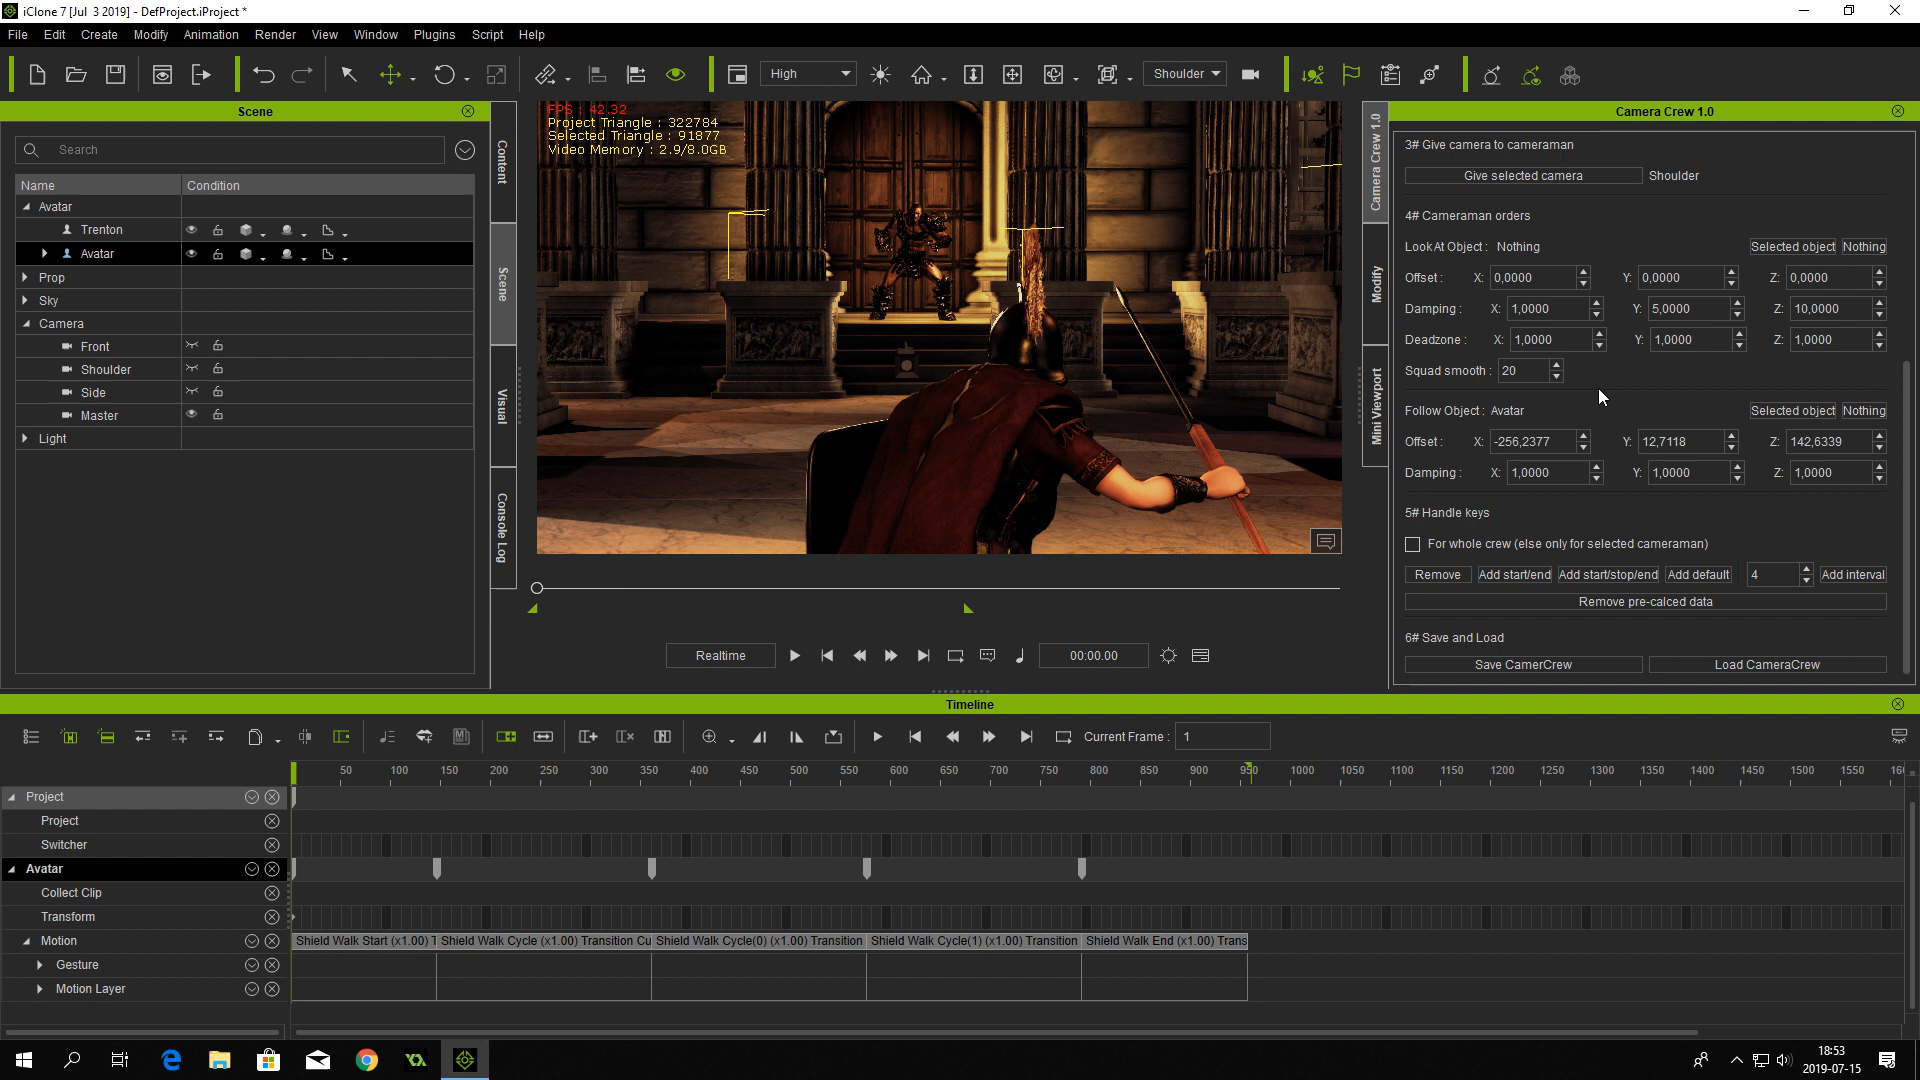 iClone 7 [Jul 3 2019] - DefProject.iProject *
File Edit Create Modify Animation Render View Window Plugins Script Help
High
Shoulder
Scene
Search
Name Condition
Avatar
Trenton
Avatar
Prop
Sky
Camera
Front
Shoulder
Side
Master
Light
Content
Scene
Visual
Console Log
FPS : 42.32
Project Triangle : 322784
Selected Triangle : 91877
Video Memory : 2.9/8.0GB
Realtime
00:00.00
Camera Crew 1.0
Modify
Mini Viewport
Camera Crew 1.0
3# Give camera to cameraman
Give selected camera Shoulder
4# Cameraman orders
Look At Object : Nothing Selected object Nothing
Offset : X: 0,0000 Y: 0,0000 Z: 0,0000
Damping : X: 1,0000 Y: 5,0000 Z: 10,0000
Deadzone : X: 1,0000 Y: 1,0000 Z: 1,0000
Squad smooth : 20
Follow Object : Avatar Selected object Nothing
Offset : X: -256,2377 Y: 12,7118 Z: 142,6339
Damping : X: 1,0000 Y: 1,0000 Z: 1,0000
5# Handle keys
For whole crew (else only for selected cameraman)
Remove Add start/end Add start/stop/end Add default 4 Add interval
Remove pre-calced data
6# Save and Load
Save CamerCrew Load CameraCrew
Timeline
Current Frame : 1
50 100 150 200 250 300 350 400 450 500 550 600 650 700 750 800 850 900 950 1000 1050 1100 1150 1200 1250 1300 1350 1400 1450 1500 1550
Project
Project
Switcher
Avatar
Collect Clip
Transform
Motion
Shield Walk Start (x1.00) T Shield Walk Cycle (x1.00) Transition Cu Shield Walk Cycle(0) (x1.00) Transition Shield Walk Cycle(1) (x1.00) Transition Shield Walk End (x1.00) Trans
Gesture
Motion Layer
18:53
2019-07-15